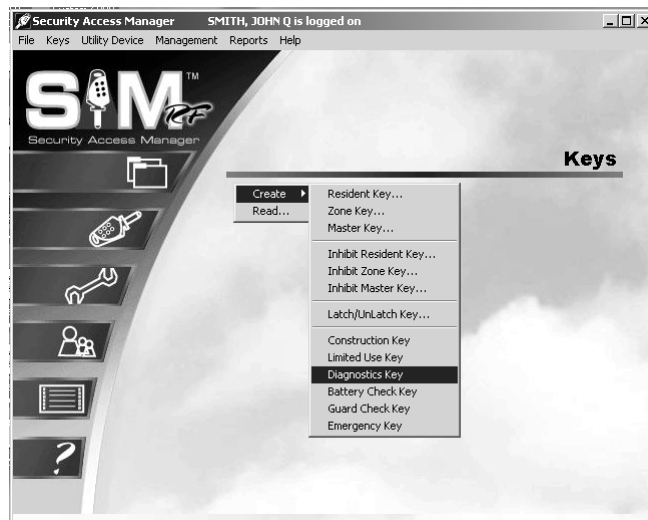 Security Access Manager SMITH, JOHN Q is logged on
File Keys Utility Device Management Reports Help
SAM™
RF
Security Access Manager
Keys
Create
Read...
Resident Key...
Zone Key...
Master Key...
Inhibit Resident Key...
Inhibit Zone Key...
Inhibit Master Key...
Latch/UnLatch Key...
Construction Key
Limited Use Key
Diagnostics Key
Battery Check Key
Guard Check Key
Emergency Key
?